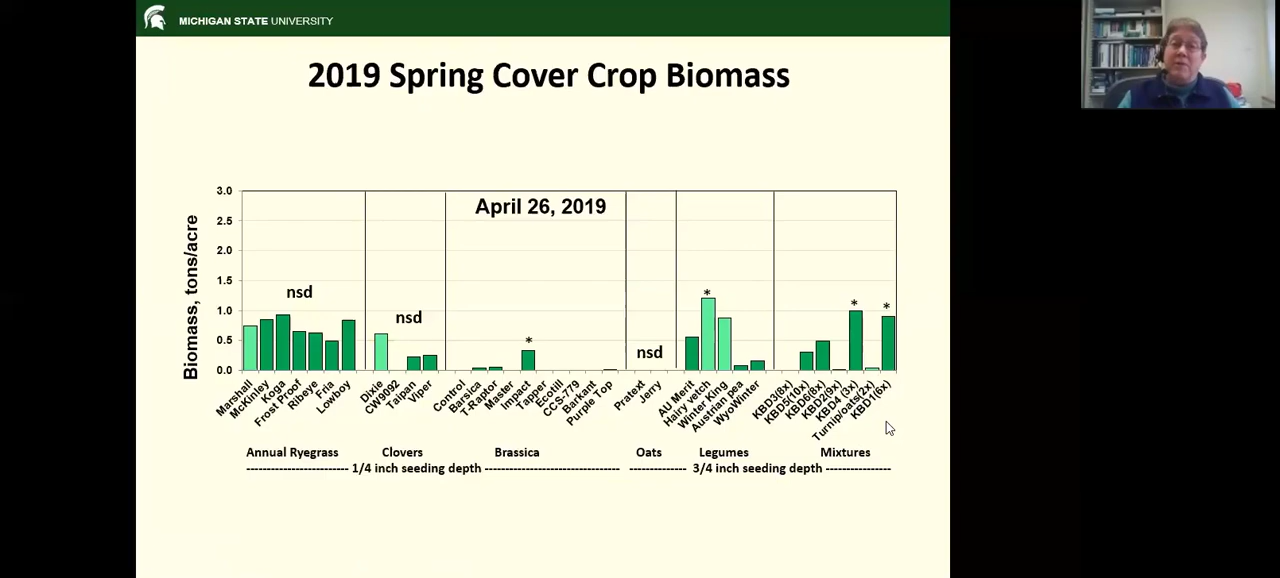 MICHIGAN STATE UNIVERSITY
2019 Spring Cover Crop Biomass
April 26, 2019
Biomass, tons/acre
3.0
2.5
2.0
1.5
1.0
0.5
0.0
nsd
nsd
*
nsd
*
*
*
Marshall
McKinley
Koga
Frost Proof
Ribeye
Fria
Lowboy
Dixie
CW9092
Taipan
Viper
Control
Barsica
T-Raptor
Master
Impact
Tapper
Ecotill
CCS-779
Barkant
Purple Top
Pratext
Jerry
AU Merit
Hairy vetch
Winter King
Austrian pea
WyoWinter
KBD3(8x)
KBD5(10x)
KBD6(8x)
KBD2(9x)
KBD4 (3x)
Turnip/oats(2x)
KBD1(6x)
Annual Ryegrass Clovers Brassica Oats Legumes Mixtures
--------------------- 1/4 inch seeding depth ---------------------------- ------------ 3/4 inch seeding depth --------------